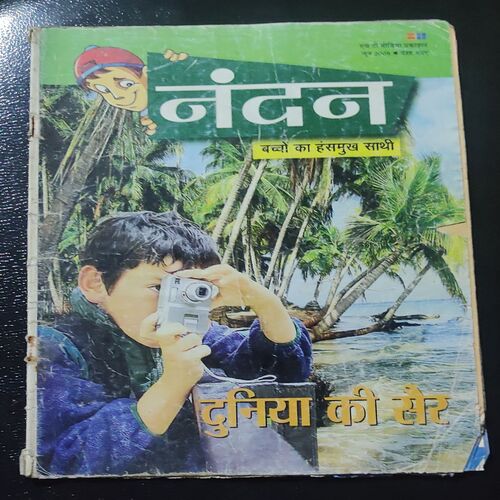 नंदन
बच्चों का हंसमुख साथी
दुनिया की सैर